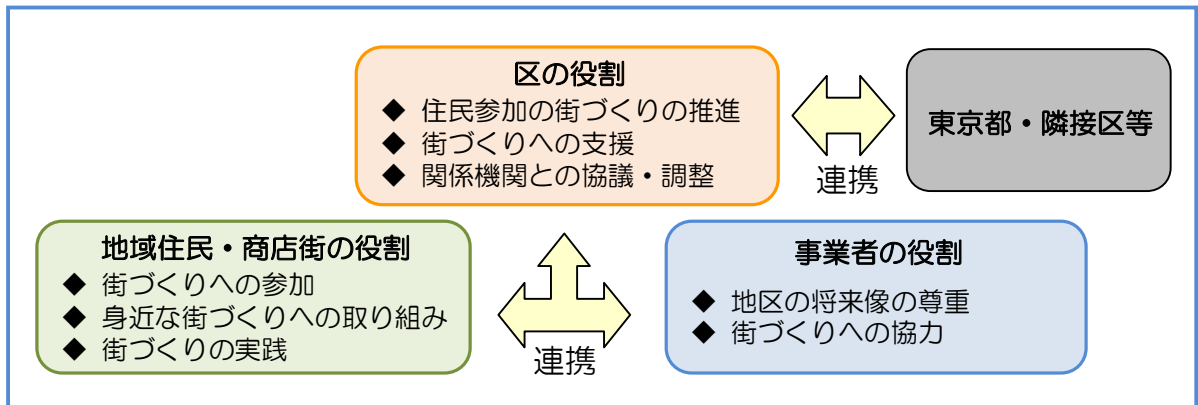 区の役割
◆ 住民参加の街づくりの推進
◆ 街づくりへの支援
◆ 関係機関との協議・調整
東京都・隣接区等
連携
地域住民・商店街の役割
◆ 街づくりへの参加
◆ 身近な街づくりへの取り組み
◆ 街づくりの実践
連携
事業者の役割
◆ 地区の将来像の尊重
◆ 街づくりへの協力